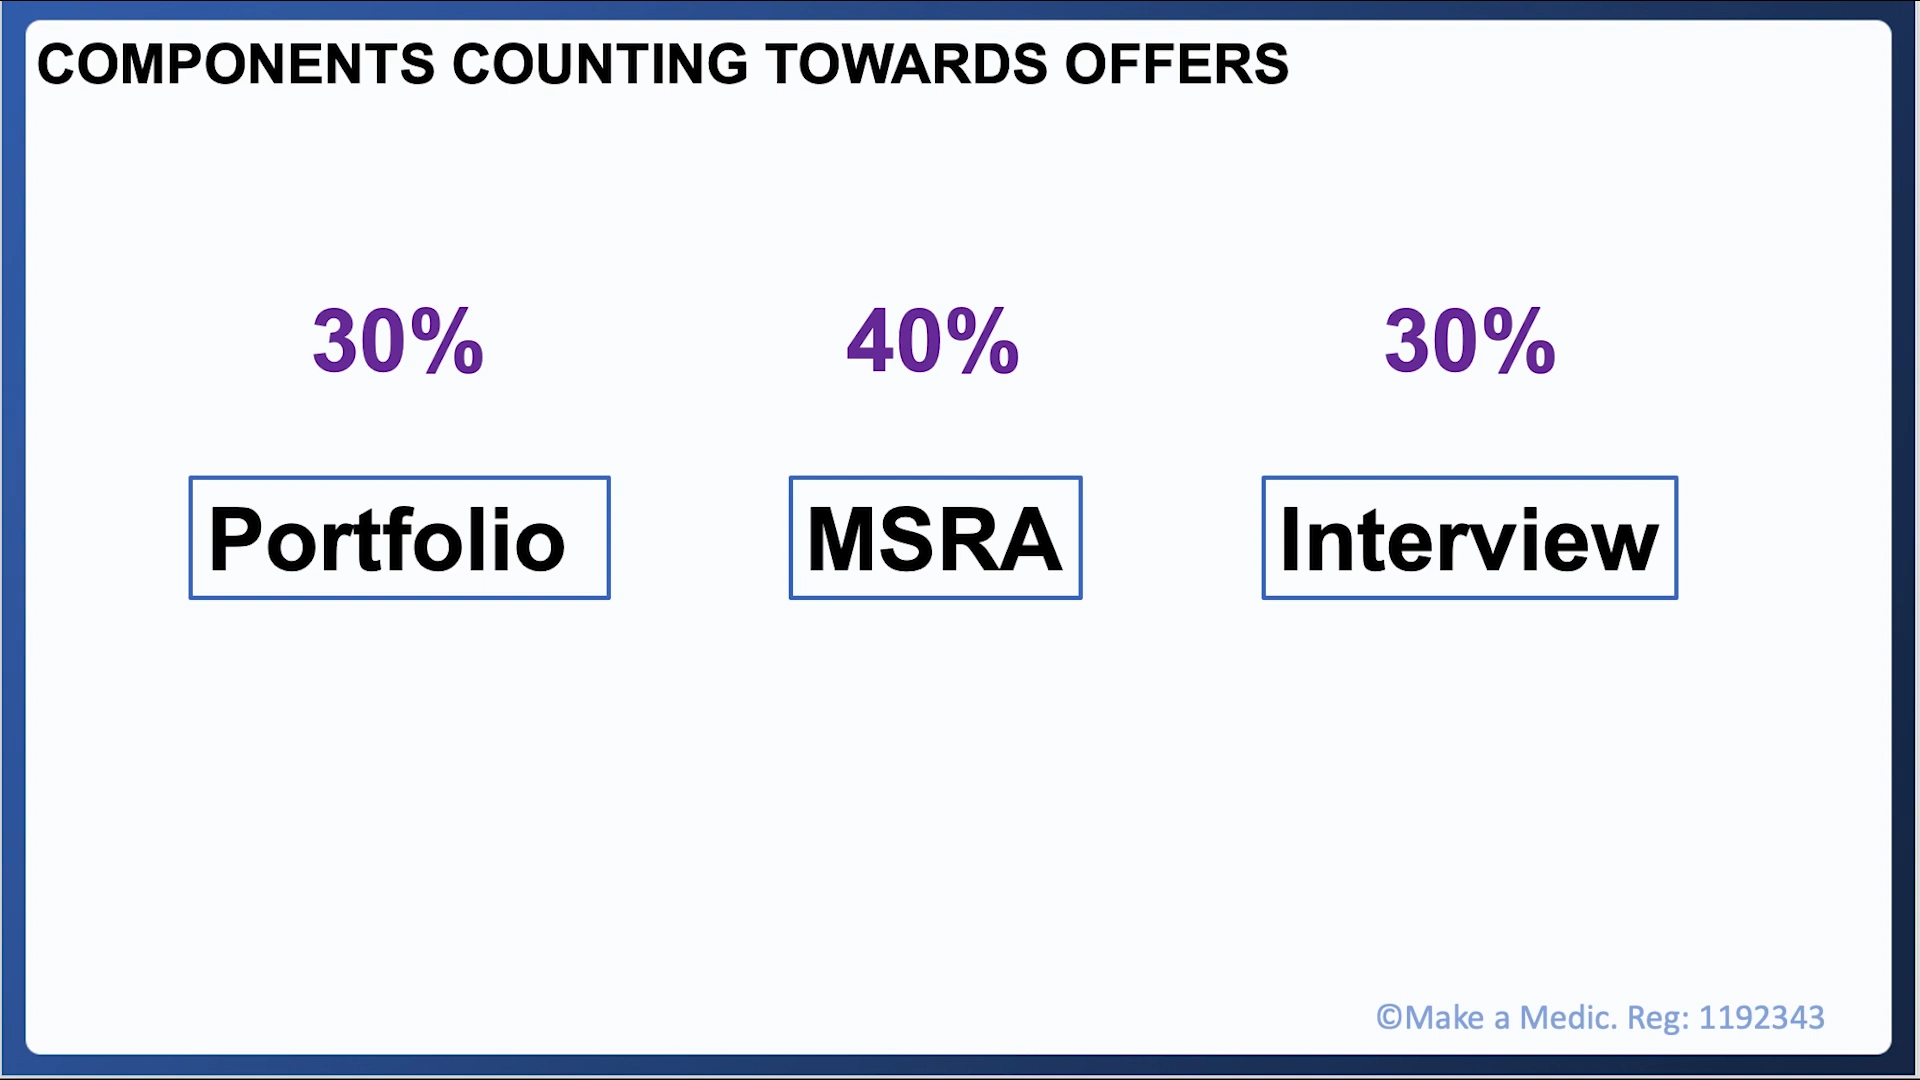 COMPONENTS COUNTING TOWARDS OFFERS
30% 40% 30%
Portfolio MSRA Interview
©Make a Medic. Reg: 1192343